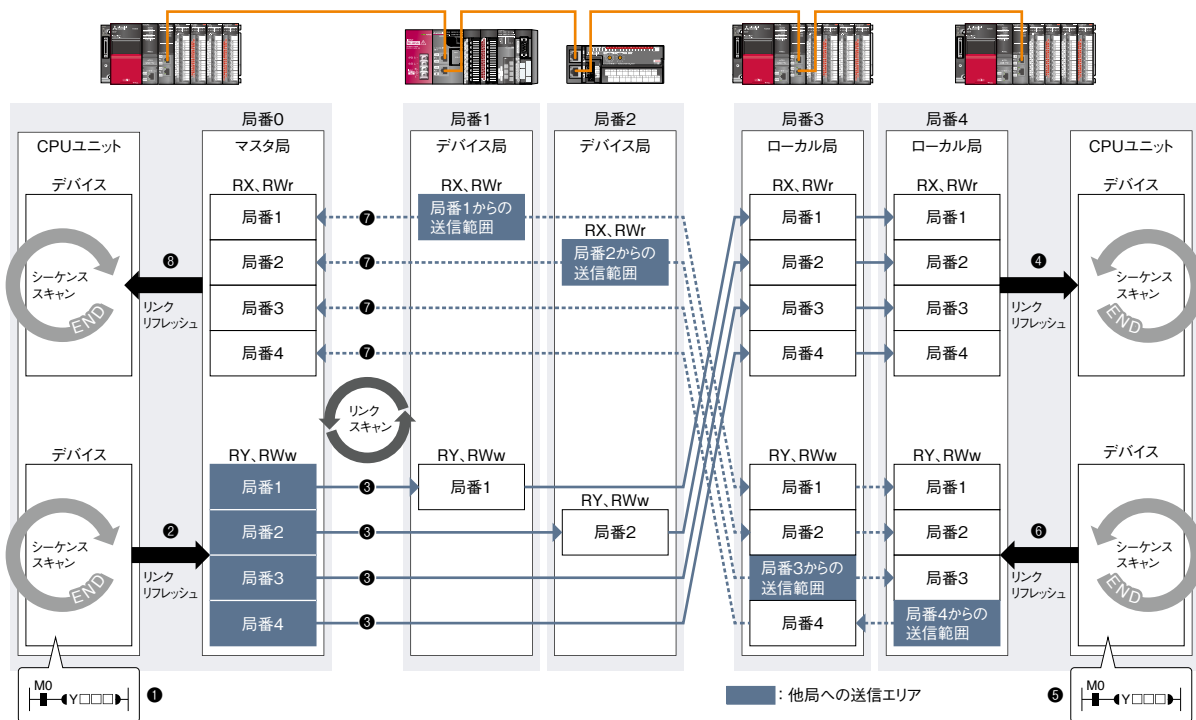 局番0
局番1
局番2
局番3
局番4
CPUユニット
マスタ局
デバイス局
デバイス局
ローカル局
ローカル局
CPUユニット
デバイス
シーケンス
スキャン
END
❽
リンク
リフレッシュ
RX、RWr
局番1
局番2
局番3
局番4
❼
❼
❼
❼
RX、RWr
局番1からの
送信範囲
RX、RWr
局番2からの
送信範囲
RX、RWr
局番1
局番2
局番3
局番4
RX、RWr
局番1
局番2
局番3
局番4
❹
リンク
リフレッシュ
デバイス
シーケンス
スキャン
END
リンク
スキャン
デバイス
シーケンス
スキャン
END
❷
リンク
リフレッシュ
RY、RWw
局番1
局番2
局番3
局番4
❸
❸
❸
❸
RY、RWw
局番1
RY、RWw
局番2
RY、RWw
局番1
局番2
局番3からの
送信範囲
局番4
RY、RWw
局番1
局番2
局番3
局番4からの
送信範囲
❻
リンク
リフレッシュ
デバイス
シーケンス
スキャン
END
M0
Y□□□
❶
：他局への送信エリア
❺
M0
Y□□□